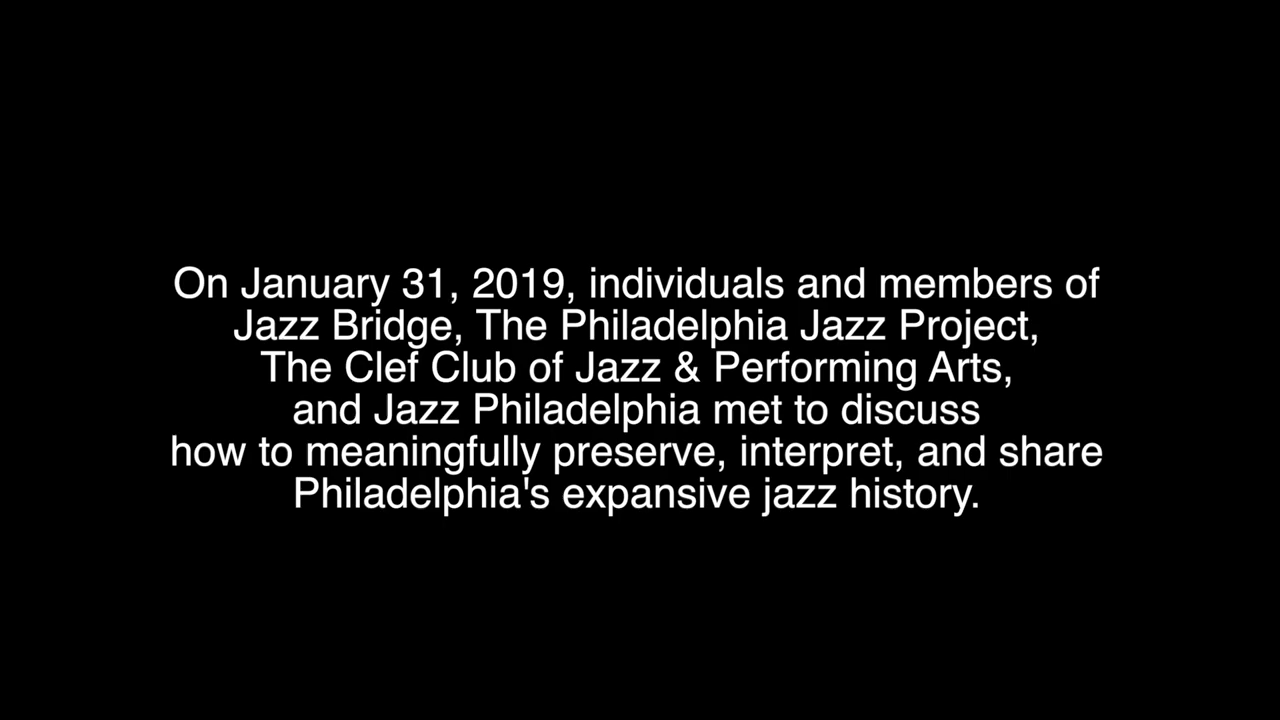 On January 31, 2019, individuals and members of
Jazz Bridge, The Philadelphia Jazz Project,
The Clef Club of Jazz & Performing Arts,
and Jazz Philadelphia met to discuss
how to meaningfully preserve, interpret, and share
Philadelphia's expansive jazz history.